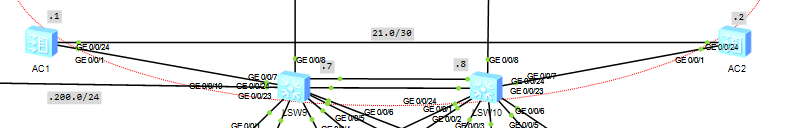 .1
.2
21.0/30
GE 0/0/24
GE 0/0/24
GE 0/0/1
GE 0/0/8
GE 0/0/8
GE 0/0/1
AC1
AC2
.7
.8
GE 0/0/7
GE 0/0/7
GE 0/0/10
GE 0/0/24
.200.0/24
GE 0/0/23
GE 0/0/23
GE 0/0/24
GE 0/0/1
LSW9
GE 0/0/6
LSW10
GE 0/0/6
GE 0/0/5
GE 0/0/2
GE 0/0/1
GE 0/0/3
GE 0/0/5